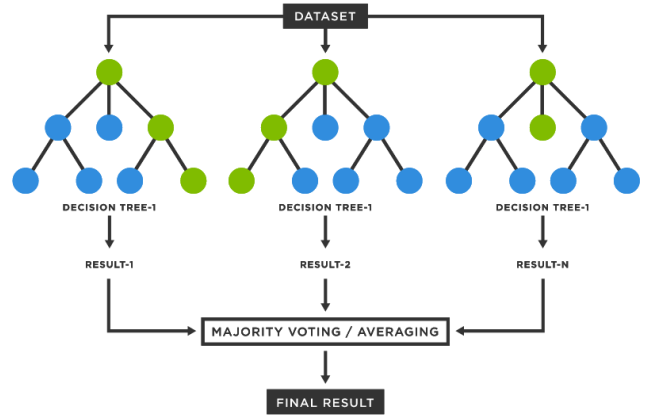 DATASET
DECISION TREE-1
DECISION TREE-1
DECISION TREE-1
RESULT-1
RESULT-2
RESULT-N
MAJORITY VOTING / AVERAGING
FINAL RESULT